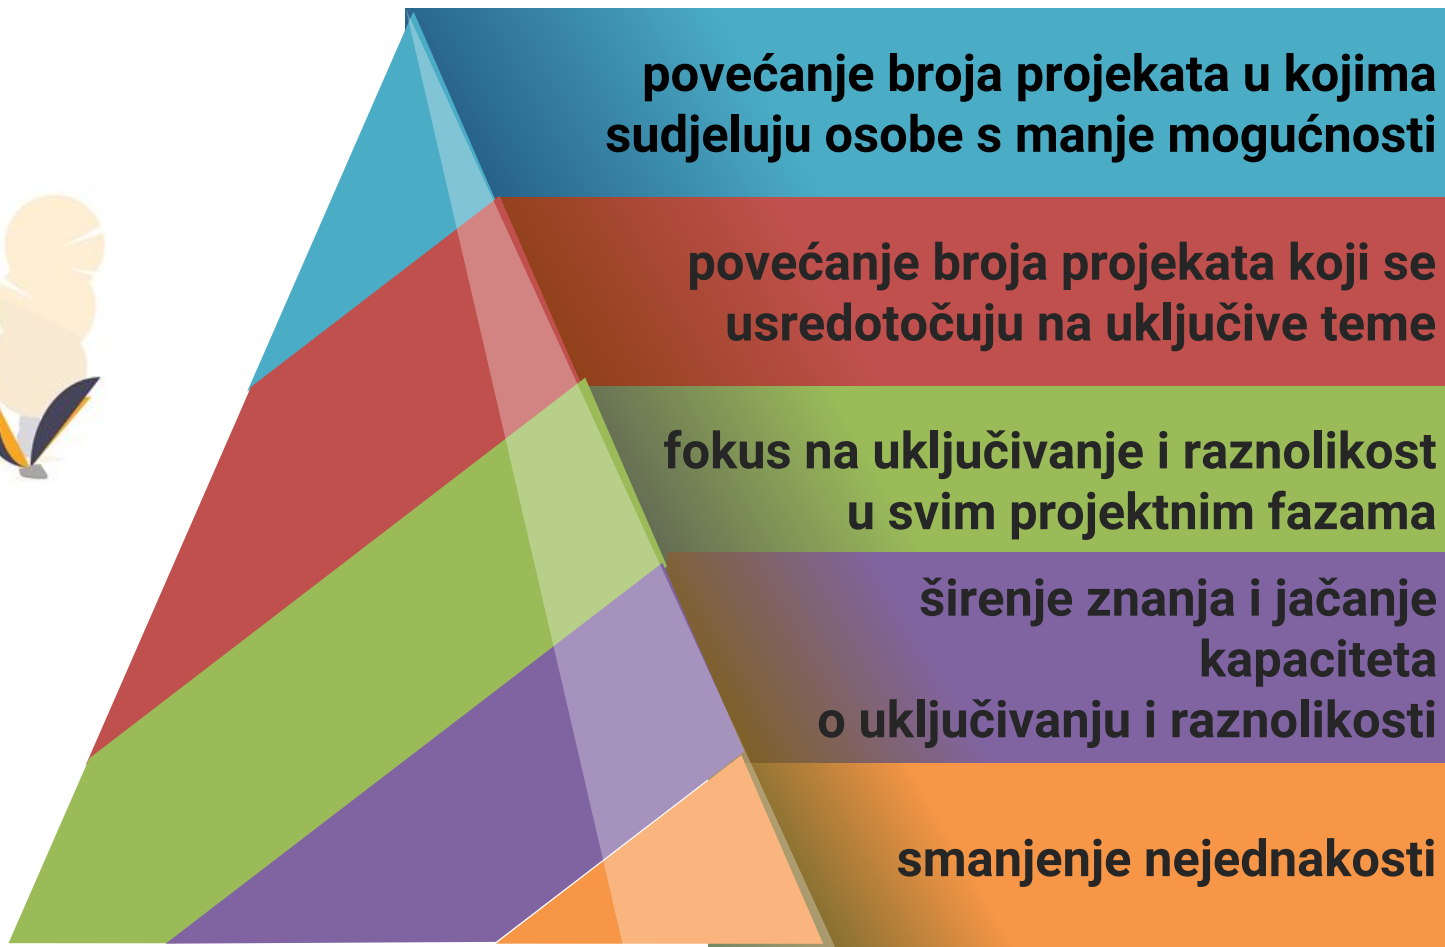 povećanje broja projekata u kojima
sudjeluju osobe s manje mogućnosti
povećanje broja projekata koji se
usredotočuju na uključive teme
fokus na uključivanje i raznolikost
u svim projektnim fazama
širenje znanja i jačanje
kapaciteta
o uključivanju i raznolikosti
smanjenje nejednakosti